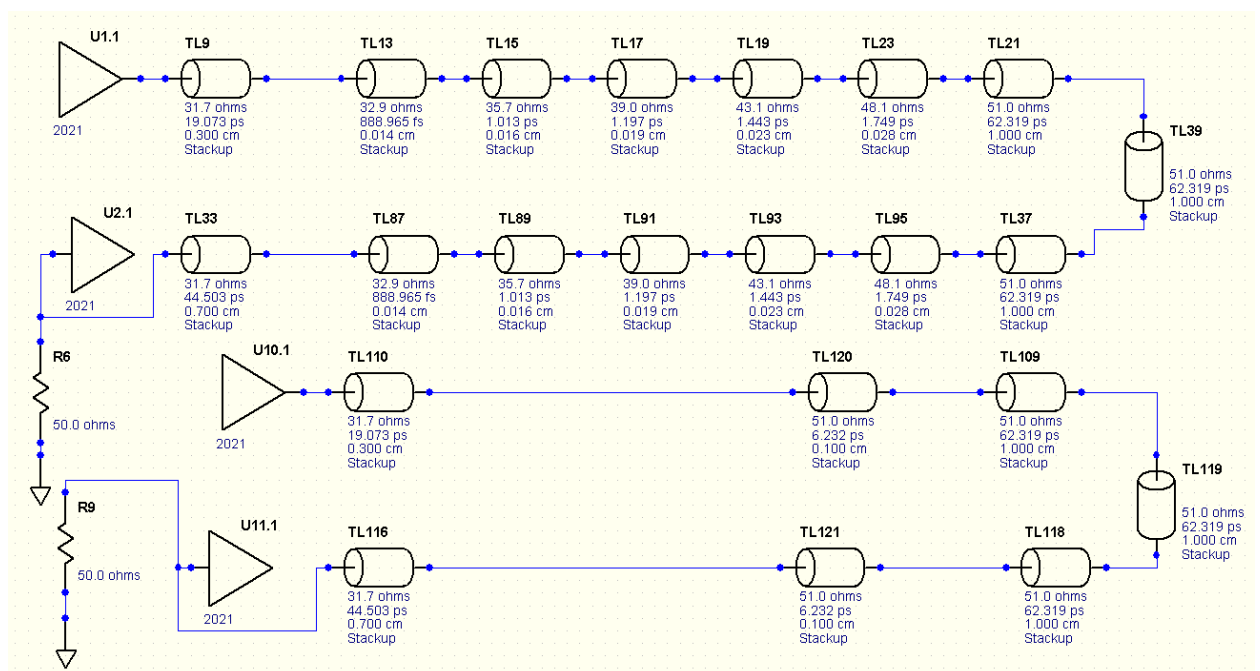 U1.1
2021
TL9
31.7 ohms
19.073 ps
0.300 cm
Stackup
TL13
32.9 ohms
888.965 fs
0.014 cm
Stackup
TL15
35.7 ohms
1.013 ps
0.016 cm
Stackup
TL17
39.0 ohms
1.197 ps
0.019 cm
Stackup
TL19
43.1 ohms
1.443 ps
0.023 cm
Stackup
TL23
48.1 ohms
1.749 ps
0.028 cm
Stackup
TL21
51.0 ohms
62.319 ps
1.000 cm
Stackup
TL39
51.0 ohms
62.319 ps
1.000 cm
Stackup
U2.1
2021
TL33
31.7 ohms
44.503 ps
0.700 cm
Stackup
TL87
32.9 ohms
888.965 fs
0.014 cm
Stackup
TL89
35.7 ohms
1.013 ps
0.016 cm
Stackup
TL91
39.0 ohms
1.197 ps
0.019 cm
Stackup
TL93
43.1 ohms
1.443 ps
0.023 cm
Stackup
TL95
48.1 ohms
1.749 ps
0.028 cm
Stackup
TL37
51.0 ohms
62.319 ps
1.000 cm
Stackup
R6
50.0 ohms
U10.1
2021
TL110
31.7 ohms
19.073 ps
0.300 cm
Stackup
TL120
51.0 ohms
6.232 ps
0.100 cm
Stackup
TL109
51.0 ohms
62.319 ps
1.000 cm
Stackup
TL119
51.0 ohms
62.319 ps
1.000 cm
Stackup
R9
50.0 ohms
U11.1
2021
TL116
31.7 ohms
44.503 ps
0.700 cm
Stackup
TL121
51.0 ohms
6.232 ps
0.100 cm
Stackup
TL118
51.0 ohms
62.319 ps
1.000 cm
Stackup